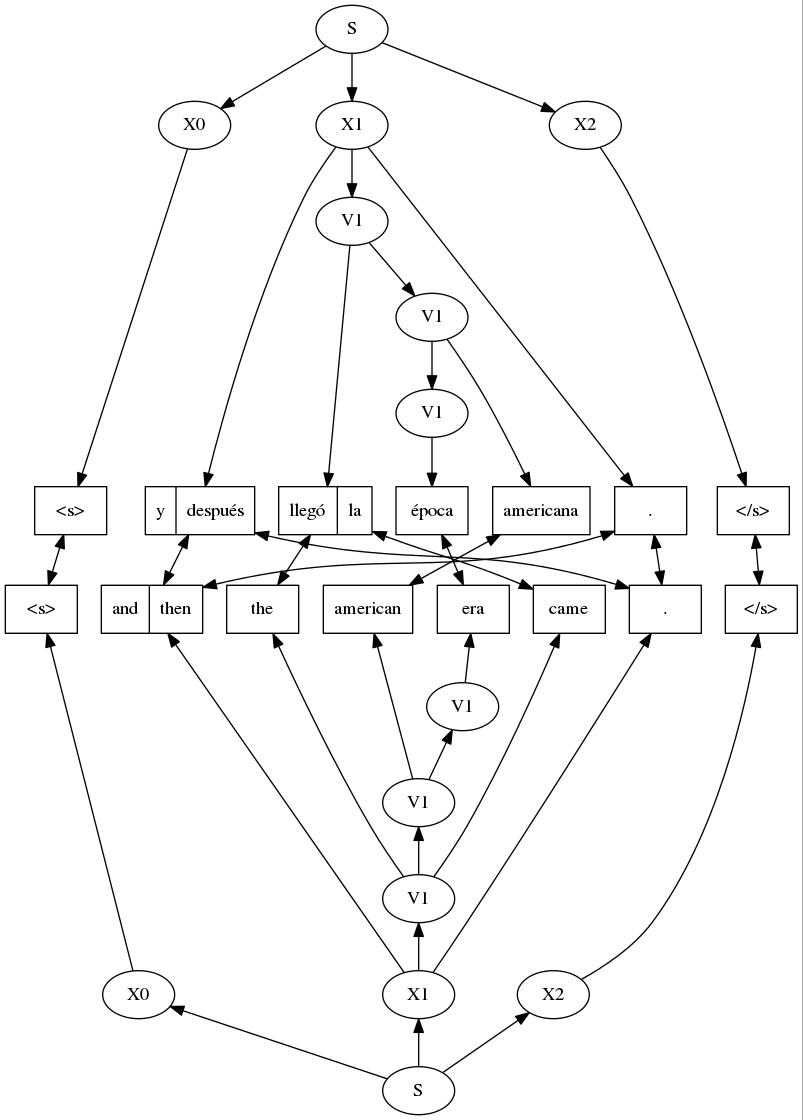 S
X0 X1 X2
V1
V1
V1
<s> y después llegó la época americana . </s>
<s> and then the american era came . </s>
V1
V1
V1
X0 X1 X2
S